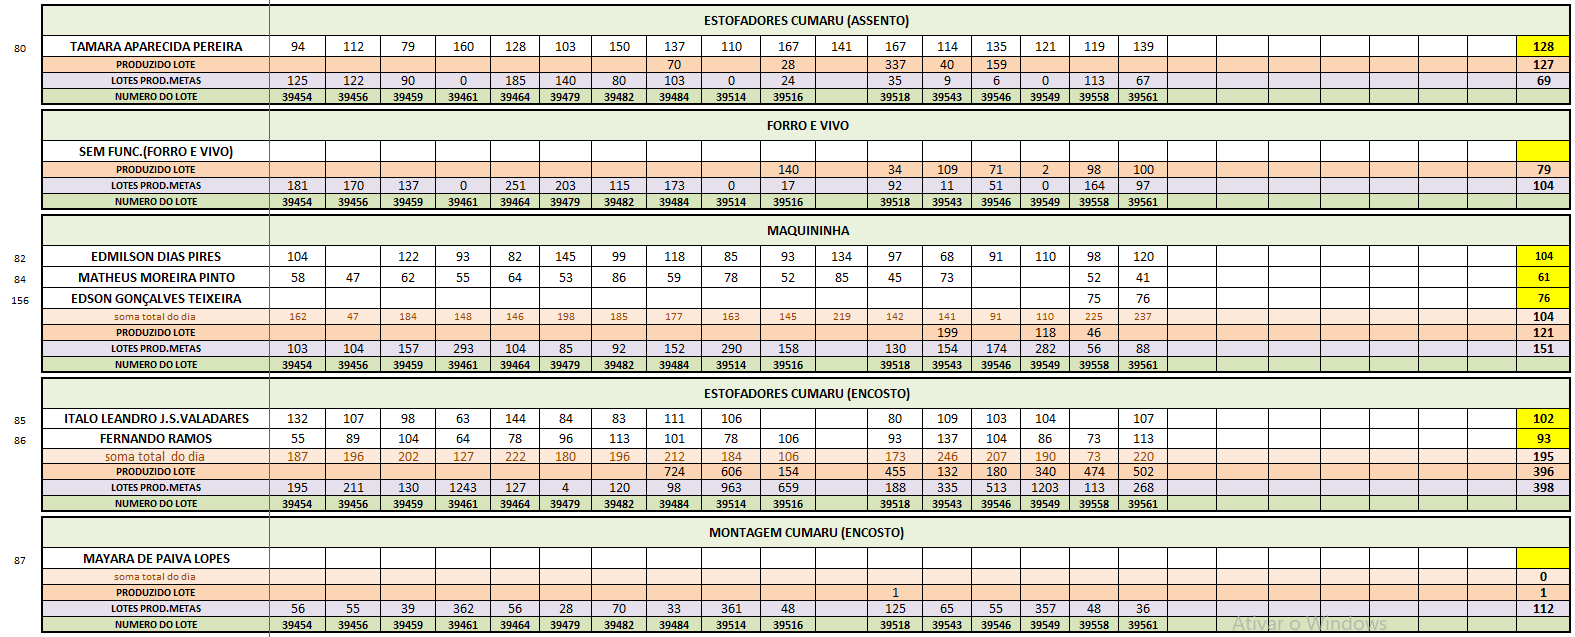 ESTOFADORES CUMARU (ASSENTO)
80 TAMARA APARECIDA PEREIRA 94 112 79 160 128 103 150 137 110 167 141 167 114 135 121 119 139 128
PRODUZIDO LOTE 70 28 337 40 159 127
LOTES PROD.METAS 125 122 90 0 185 140 80 103 0 24 35 9 6 0 113 67 69
NUMERO DO LOTE 39454 39456 39459 39461 39464 39479 39482 39484 39514 39516 39518 39543 39546 39549 39558 39561
FORRO E VIVO
SEM FUNC.(FORRO E VIVO)
PRODUZIDO LOTE 140 34 109 71 2 98 100 79
LOTES PROD.METAS 181 170 137 0 251 203 115 173 0 17 92 11 51 0 164 97 104
NUMERO DO LOTE 39454 39456 39459 39461 39464 39479 39482 39484 39514 39516 39518 39543 39546 39549 39558 39561
MAQUININHA
82 EDMILSON DIAS PIRES 104 122 93 82 145 99 118 85 93 134 97 68 91 110 98 120 104
84 MATHEUS MOREIRA PINTO 58 47 62 55 64 53 86 59 78 52 85 45 73 52 41 61
156 EDSON GONÇALVES TEIXEIRA 75 76 76
soma total do dia 162 47 184 148 146 198 185 177 163 145 219 142 141 91 110 225 237 104
PRODUZIDO LOTE 199 118 46 121
LOTES PROD.METAS 103 104 157 293 104 85 92 152 290 158 130 154 174 282 56 88 151
NUMERO DO LOTE 39454 39456 39459 39461 39464 39479 39482 39484 39514 39516 39518 39543 39546 39549 39558 39561
ESTOFADORES CUMARU (ENCOSTO)
85 ITALO LEANDRO J.S.VALADARES 132 107 98 63 144 84 83 111 106 80 109 103 104 107 102
86 FERNANDO RAMOS 55 89 104 64 78 96 113 101 78 106 93 137 104 86 73 113 93
soma total do dia 187 196 202 127 222 180 196 212 184 106 173 246 207 190 73 220 195
PRODUZIDO LOTE 724 606 154 455 132 180 340 474 502 396
LOTES PROD.METAS 195 211 130 1243 127 4 120 98 963 659 188 335 513 1203 113 268 398
NUMERO DO LOTE 39454 39456 39459 39461 39464 39479 39482 39484 39514 39516 39518 39543 39546 39549 39558 39561
MONTAGEM CUMARU (ENCOSTO)
87 MAYARA DE PAIVA LOPES
soma total do dia 0
PRODUZIDO LOTE 1 1
LOTES PROD.METAS 56 55 39 362 56 28 70 33 361 48 125 65 55 357 48 36 112
NUMERO DO LOTE 39454 39456 39459 39461 39464 39479 39482 39484 39514 39516 39518 39543 39546 39549 39558 39561
Ativar o Windows